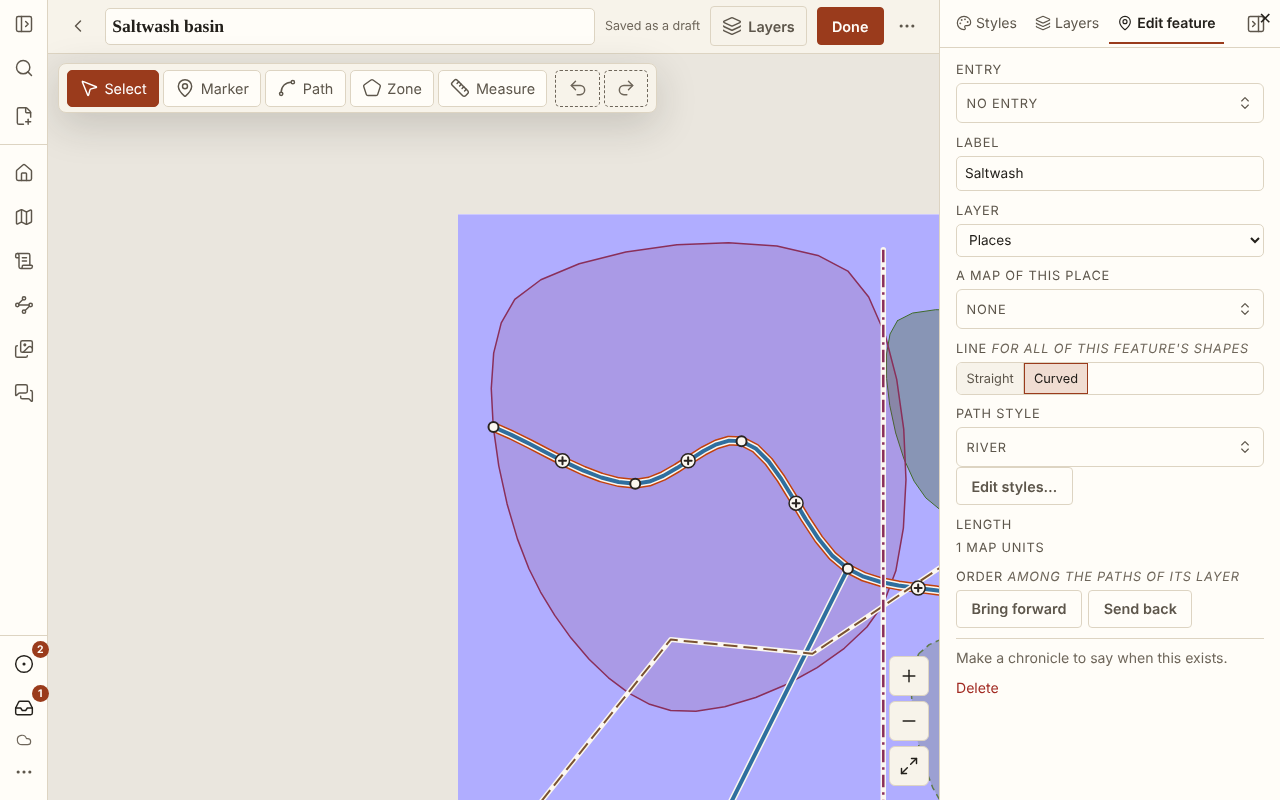 Saltwash basin
Saved as a draft
Layers
Done
Styles
Layers
Edit feature
Select
Marker
Path
Zone
Measure
ENTRY
NO ENTRY
LABEL
Saltwash
LAYER
Places
A MAP OF THIS PLACE
NONE
LINE FOR ALL OF THIS FEATURE'S SHAPES
Straight
Curved
PATH STYLE
RIVER
Edit styles...
LENGTH
1 MAP UNITS
ORDER AMONG THE PATHS OF ITS LAYER
Bring forward
Send back
Make a chronicle to say when this exists.
Delete
2
1